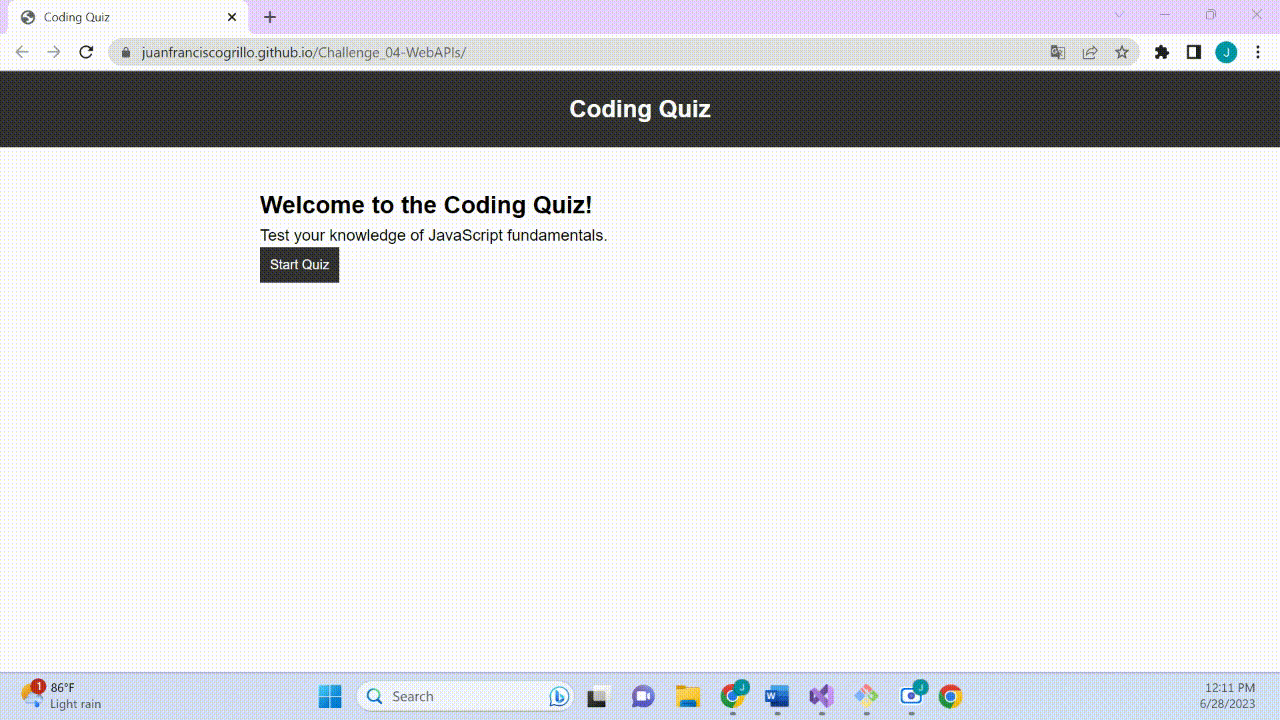 Coding Quiz
juanfranciscogrillo.github.io/Challenge_04-WebAPIs/
J
Coding Quiz
Welcome to the Coding Quiz!
Test your knowledge of JavaScript fundamentals.
Start Quiz
1
86°F
Light rain
Search
b
J
W
J
12:11 PM
6/28/2023